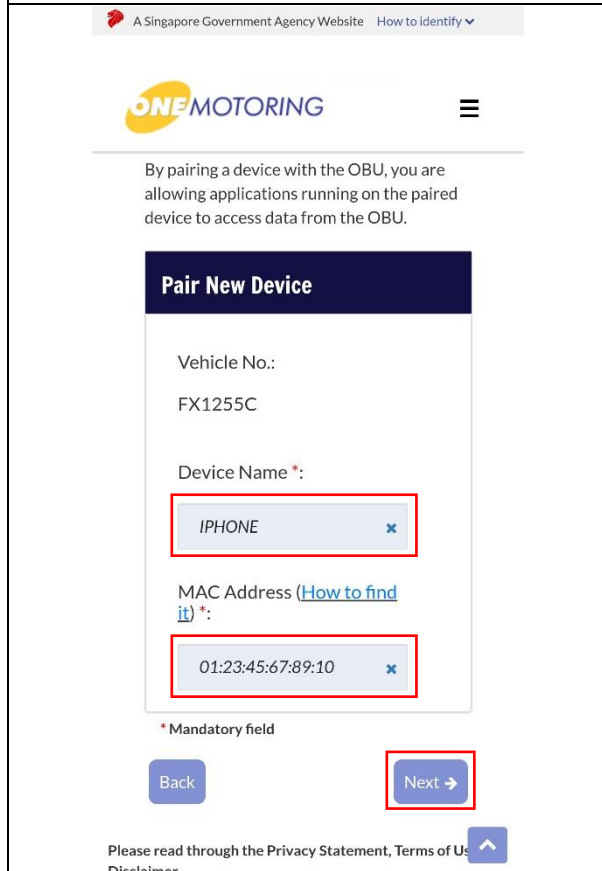 A Singapore Government Agency Website How to identify
ONE MOTORING
By pairing a device with the OBU, you are
allowing applications running on the paired
device to access data from the OBU.
Pair New Device
Vehicle No.:
FX1255C
Device Name *:
IPHONE
MAC Address (How to find
it) *:
01:23:45:67:89:10
* Mandatory field
Back
Next →
Please read through the Privacy Statement, Terms of Us
Disclaimer